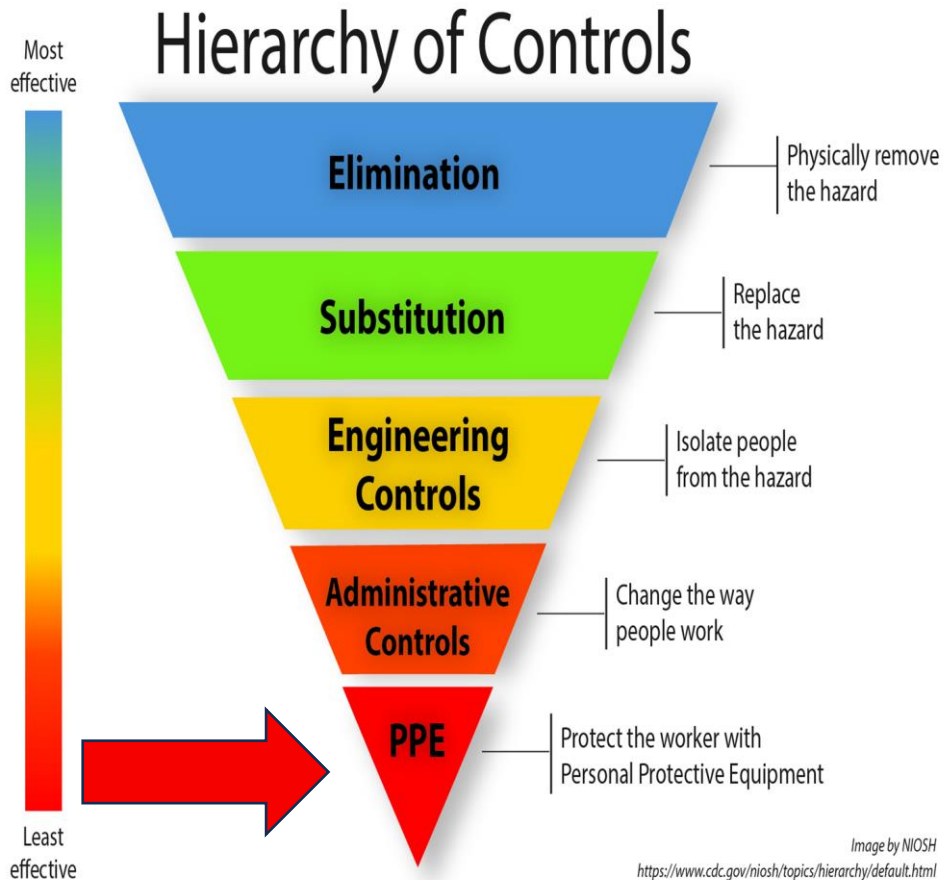 Hierarchy of Controls
Most
effective
Elimination
Physically remove
the hazard
Substitution
Replace
the hazard
Engineering
Controls
Isolate people
from the hazard
Administrative
Controls
Change the way
people work
PPE
Protect the worker with
Personal Protective Equipment
Least
effective
Image by NIOSH
https://www.cdc.gov/niosh/topics/hierarchy/default.html